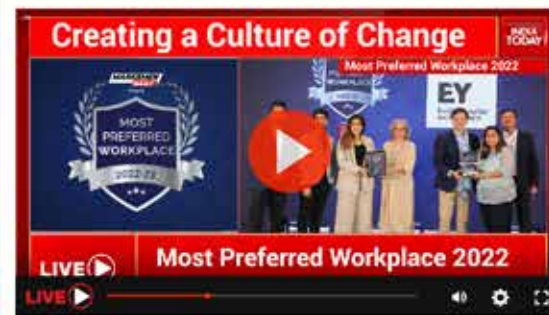 Creating a Culture of Change
INDIA
TODAY
Most Preferred Workplace 2022
MOST
PREFERRED
WORKPLACE
2022-23
EY
Most Preferred Workplace 2022
LIVE
LIVE